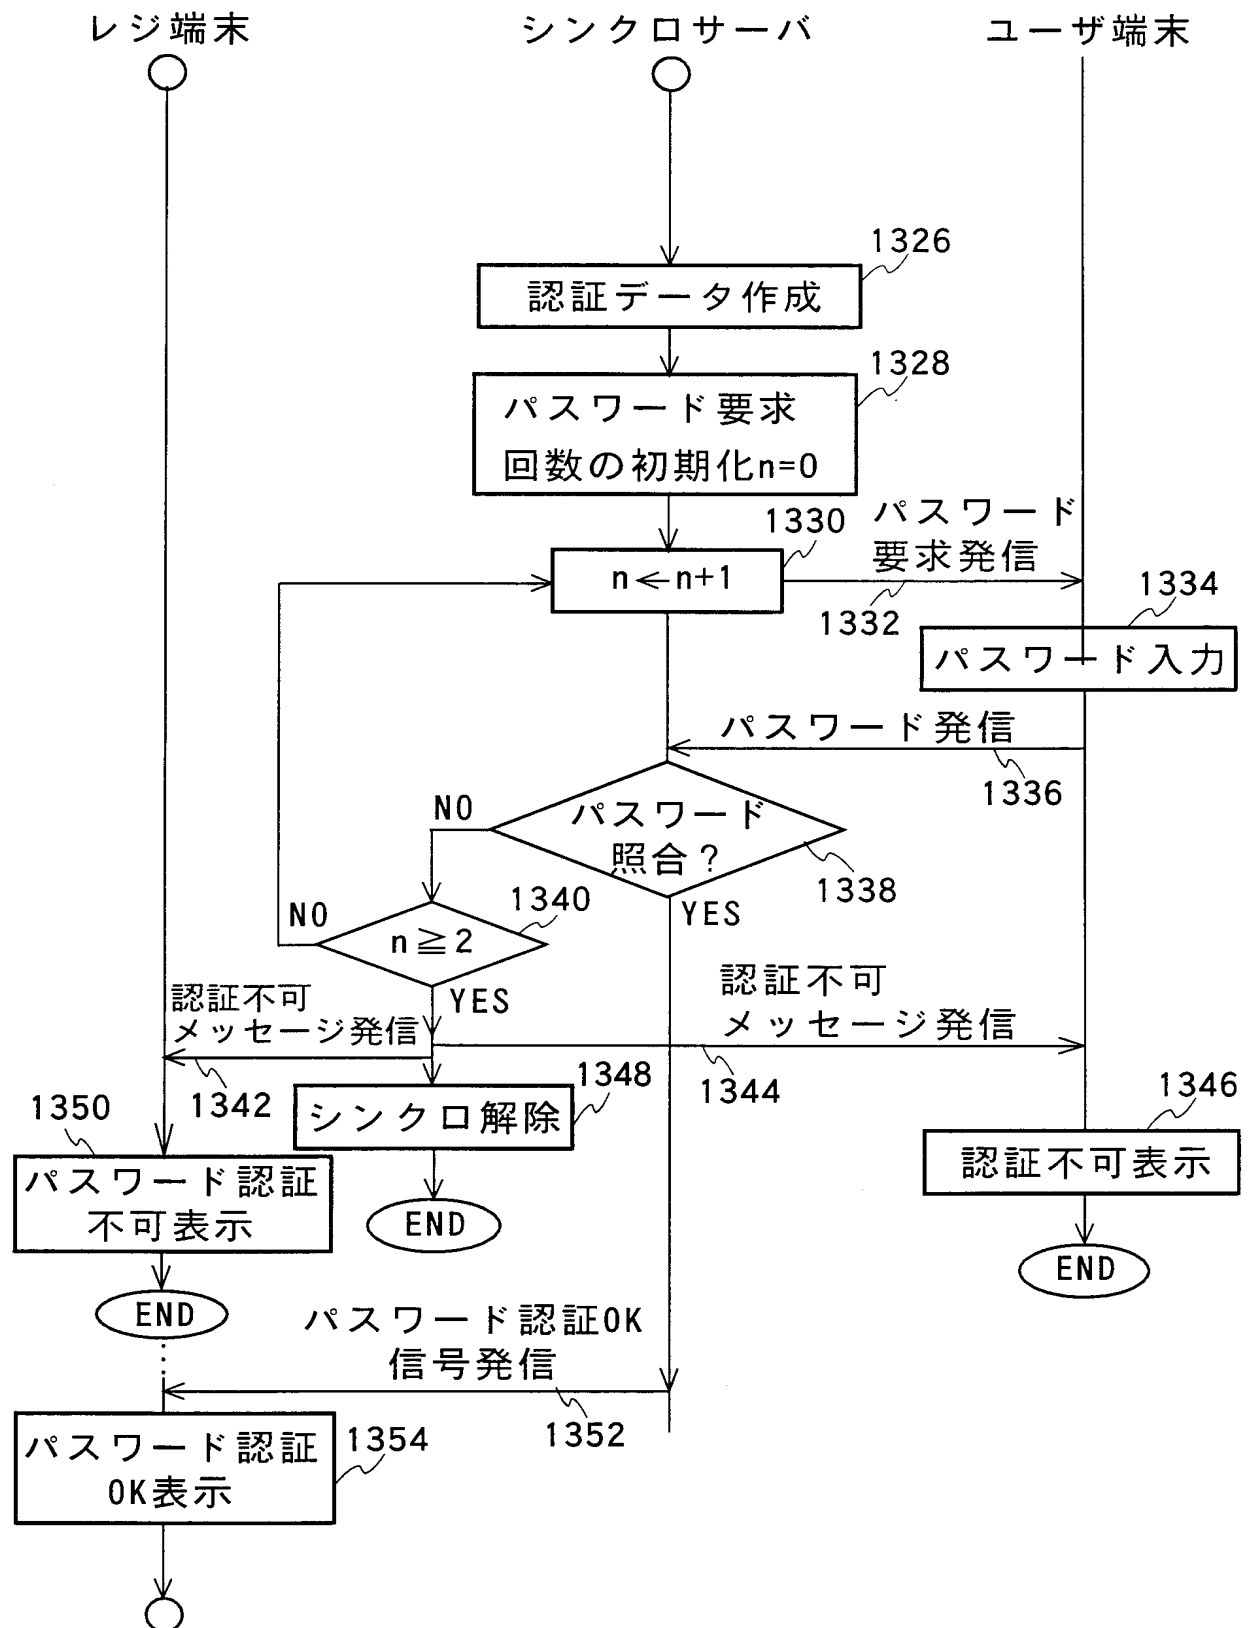 レジ端末
シンクロサーバ
ユーザ端末
1326
認証データ作成
1328
パスワード要求
回数の初期化n=0
1330
パスワード
要求発信
n←n+1
1332
1334
パスワード入力
パスワード発信
1336
NO
パスワード
照合？
1338
1340
NO
YES
n≧2
認証不可
メッセージ発信
YES
認証不可
メッセージ発信
1342
1348
1344
1350
シンクロ解除
1346
パスワード認証
不可表示
認証不可表示
END
END
END
パスワード認証OK
信号発信
1352
パスワード認証
OK表示
1354